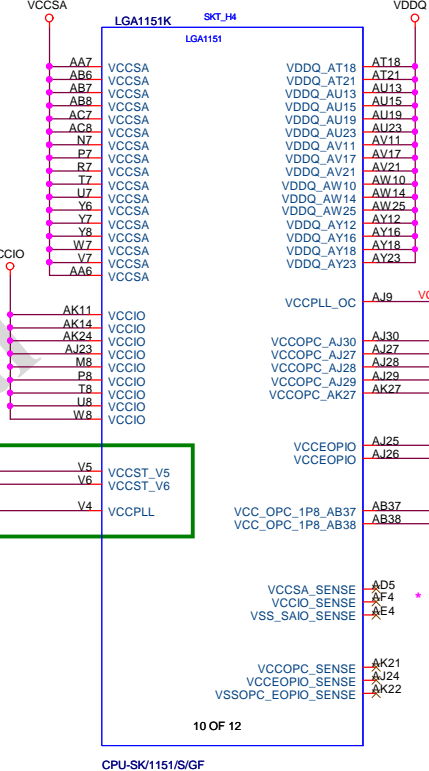 VCCSA
LGA1151K
SKT_H4
VDDQ
LGA1151
AA7 VCCSA VDDQ_AT18 AT18
AB6 VCCSA VDDQ_AT21 AT21
AB7 VCCSA VDDQ_AU13 AU13
AB8 VCCSA VDDQ_AU15 AU15
AC7 VCCSA VDDQ_AU19 AU19
AC8 VCCSA VDDQ_AU23 AU23
N7 VCCSA VDDQ_AV11 AV11
P7 VCCSA VDDQ_AV17 AV17
R7 VCCSA VDDQ_AV21 AV21
T7 VCCSA VDDQ_AW10 AW10
U7 VCCSA VDDQ_AW14 AW14
Y6 VCCSA VDDQ_AW25 AW25
Y7 VCCSA VDDQ_AY12 AY12
Y8 VCCSA VDDQ_AY16 AY16
W7 VCCSA VDDQ_AY18 AY18
V7 VCCSA VDDQ_AY23 AY23
AA6 VCCSA
CCIO
VCCPLL_OC AJ9 VC
AK11 VCCIO
AK14 VCCIO
AK24 VCCIO VCCOPC_AJ30 AJ30
AJ23 VCCIO VCCOPC_AJ27 AJ27
M8 VCCIO VCCOPC_AJ28 AJ28
P8 VCCIO VCCOPC_AJ29 AJ29
T8 VCCIO VCCOPC_AK27 AK27
U8 VCCIO
W8 VCCIO
VCCEOPIO AJ25
VCCEOPIO AJ26
V5 VCCST_V5
V6 VCCST_V6
V4 VCCPLL VCC_OPC_1P8_AB37 AB37
VCC_OPC_1P8_AB38 AB38
VCCSA_SENSE AD5
VCCIO_SENSE AF4 *
VSS_SAIO_SENSE AE4
VCCOPC_SENSE AK21
VCCEOPIO_SENSE AJ24
VSSOPC_EOPIO_SENSE AK22
10 OF 12
CPU-SK/1151/S/GF